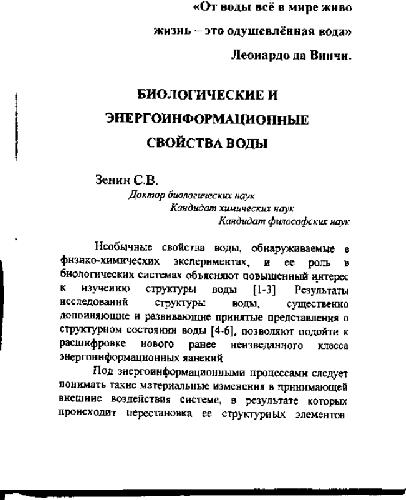 «От воды всё в мире живо
жизнь – это одушевлённая вода»
Леонардо да Винчи.
БИОЛОГИЧЕСКИЕ И
ЭНЕРГОИНФОРМАЦИОННЫЕ
СВОЙСТВА ВОДЫ
Зенин С.В.
Доктор биологических наук
Кандидат химических наук
Кандидат философских наук
Необычные свойства воды, обнаруживаемые в
физико-химических экспериментах, и ее роль в
биологических системах объясняют повышенный интерес
к изучению структуры воды [1-3] Результаты
исследований структуры воды, существенно
дополняющие и развивающие принятые представления о
структурном состоянии воды [4-6], позволяют подойти к
расшифровке нового ранее неизведанного класса
энергоинформационных явлений
Под энергоинформационными процессами следует
понимать такие материальные изменения в принимающей
внешние воздействия системе, в результате которых
происходит перестановка ее структурных элементов